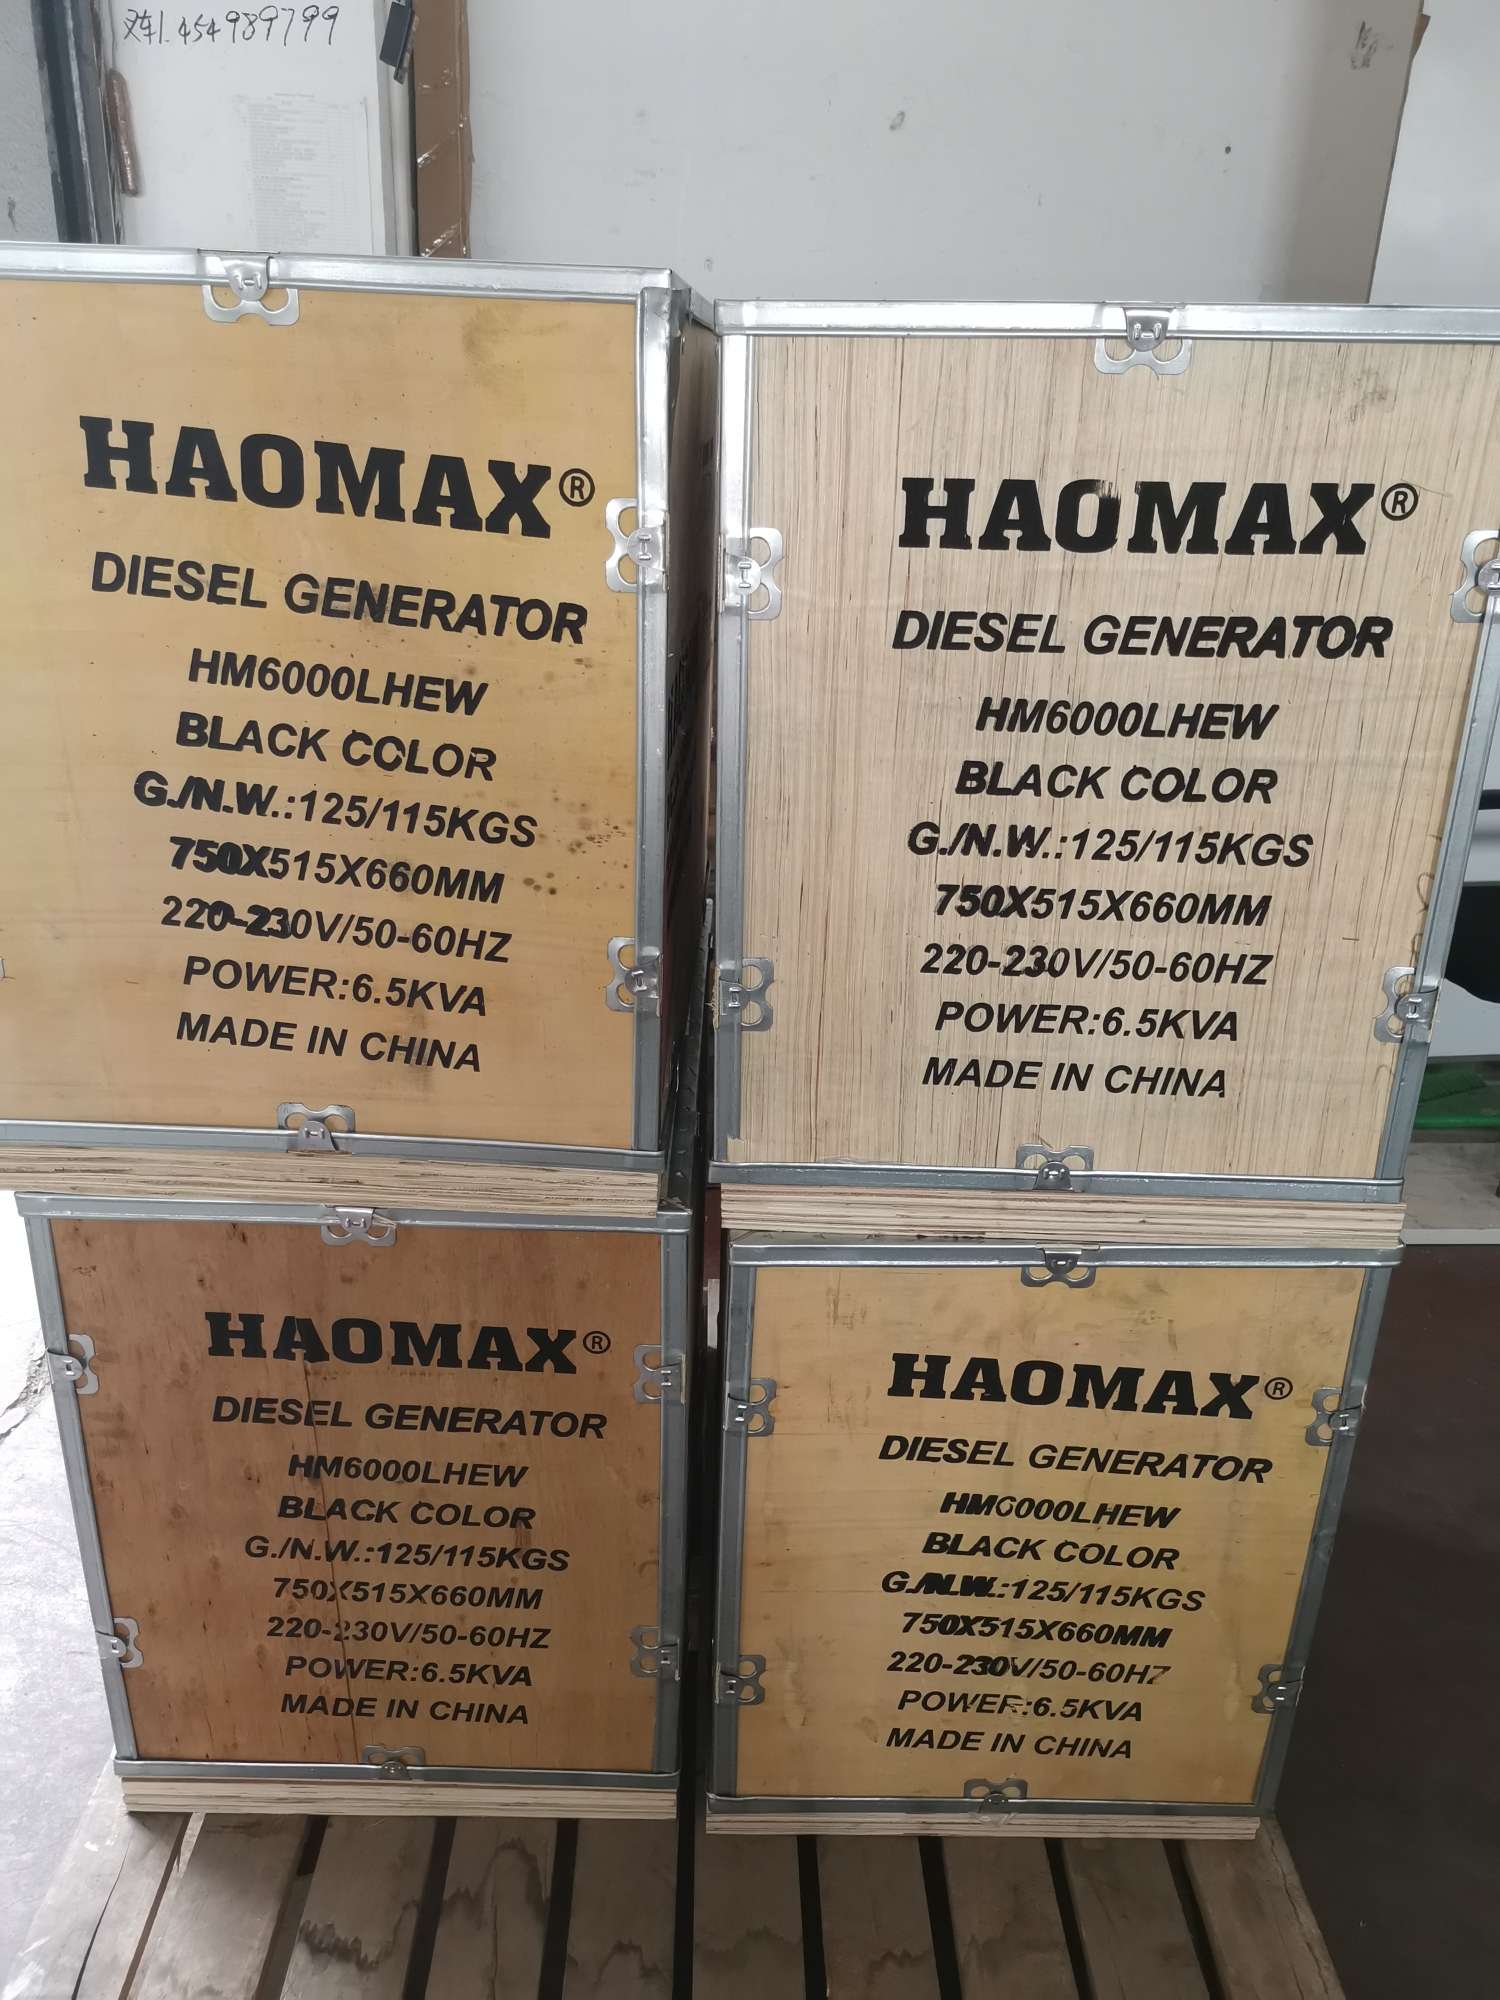 叉车1.454989799
HAOMAX®
DIESEL GENERATOR
HM6000LHEW
BLACK COLOR
G./N.W.:125/115KGS
750X515X660MM
220-230V/50-60HZ
POWER:6.5KVA
MADE IN CHINA
HAOMAX®
DIESEL GENERATOR
HM6000LHEW
BLACK COLOR
G./N.W.:125/115KGS
750X515X660MM
220-230V/50-60HZ
POWER:6.5KVA
MADE IN CHINA
HAOMAX®
DIESEL GENERATOR
HM6000LHEW
BLACK COLOR
G./N.W.:125/115KGS
750X515X660MM
220-230V/50-60HZ
POWER:6.5KVA
MADE IN CHINA
HAOMAX®
DIESEL GENERATOR
HM6000LHEW
BLACK COLOR
G./N.W.:125/115KGS
750X515X660MM
220-230V/50-60HZ
POWER:6.5KVA
MADE IN CHINA